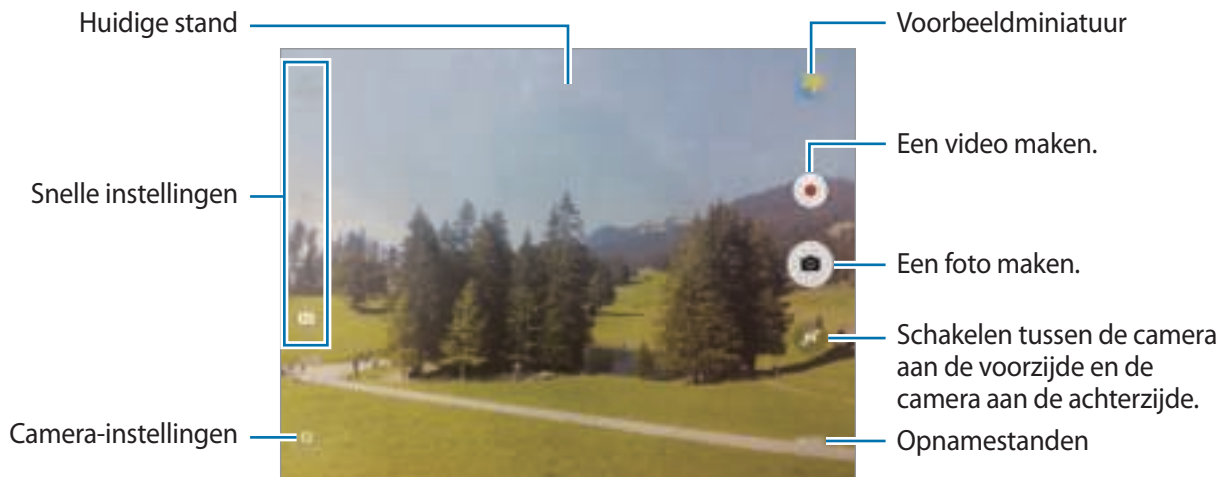 Huidige stand
Voorbeeldminiatuur
Een video maken.
Snelle instellingen
Een foto maken.
Schakelen tussen de camera
aan de voorzijde en de
camera aan de achterzijde.
Camera-instellingen
Opnamestanden